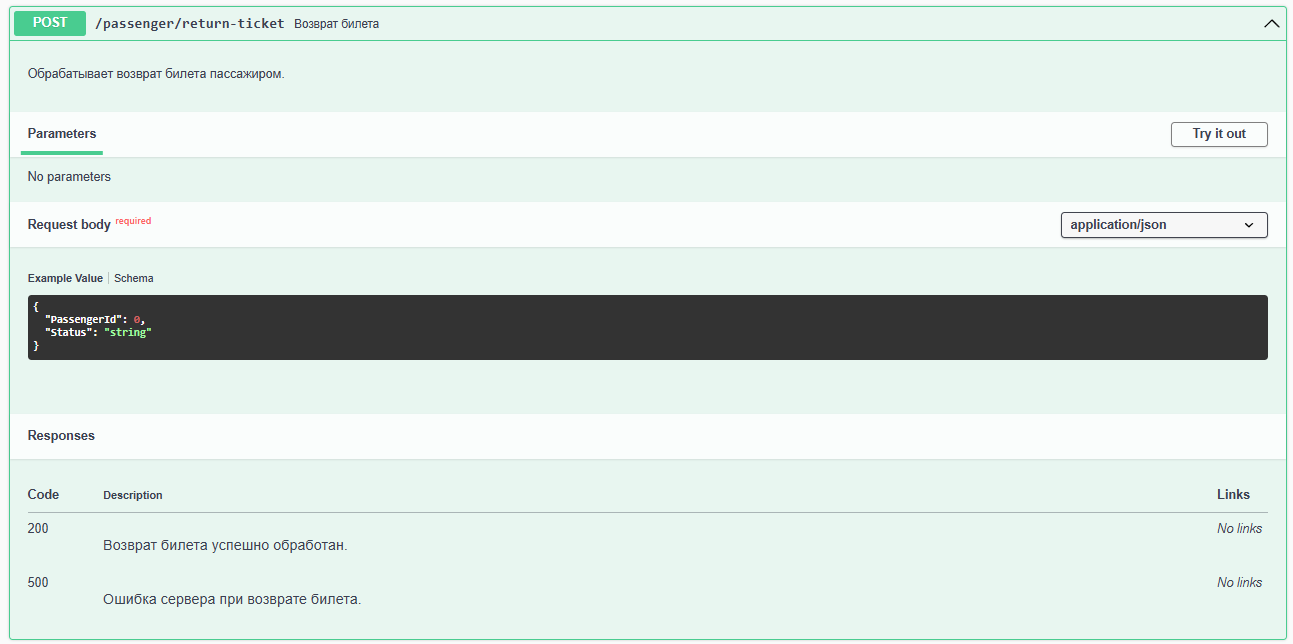 POST /passenger/return-ticket Возврат билета
Обрабатывает возврат билета пассажиром.
Parameters Try it out
No parameters
Request body required application/json
Example Value Schema
{
"PassengerId": 0,
"Status": "string"
}
Responses
Code Description Links
200 No links
Возврат билета успешно обработан.
500 No links
Ошибка сервера при возврате билета.